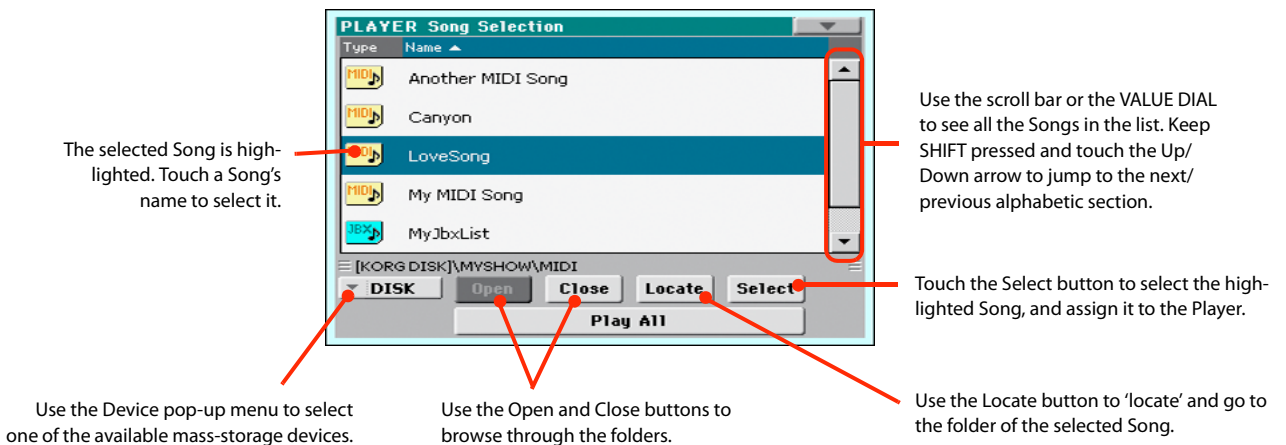 PLAYER Song Selection
Type Name
MIDI Another MIDI Song
MIDI Canyon
LoveSong
MIDI My MIDI Song
JBX MyJbxList
[KORG DISK]\MYSHOW\MIDI
DISK Open Close Locate Select
Play All
The selected Song is high-
lighted. Touch a Song's
name to select it.
Use the scroll bar or the VALUE DIAL
to see all the Songs in the list. Keep
SHIFT pressed and touch the Up/
Down arrow to jump to the next/
previous alphabetic section.
Touch the Select button to select the high-
lighted Song, and assign it to the Player.
Use the Device pop-up menu to select
one of the available mass-storage devices.
Use the Open and Close buttons to
browse through the folders.
Use the Locate button to 'locate' and go to
the folder of the selected Song.